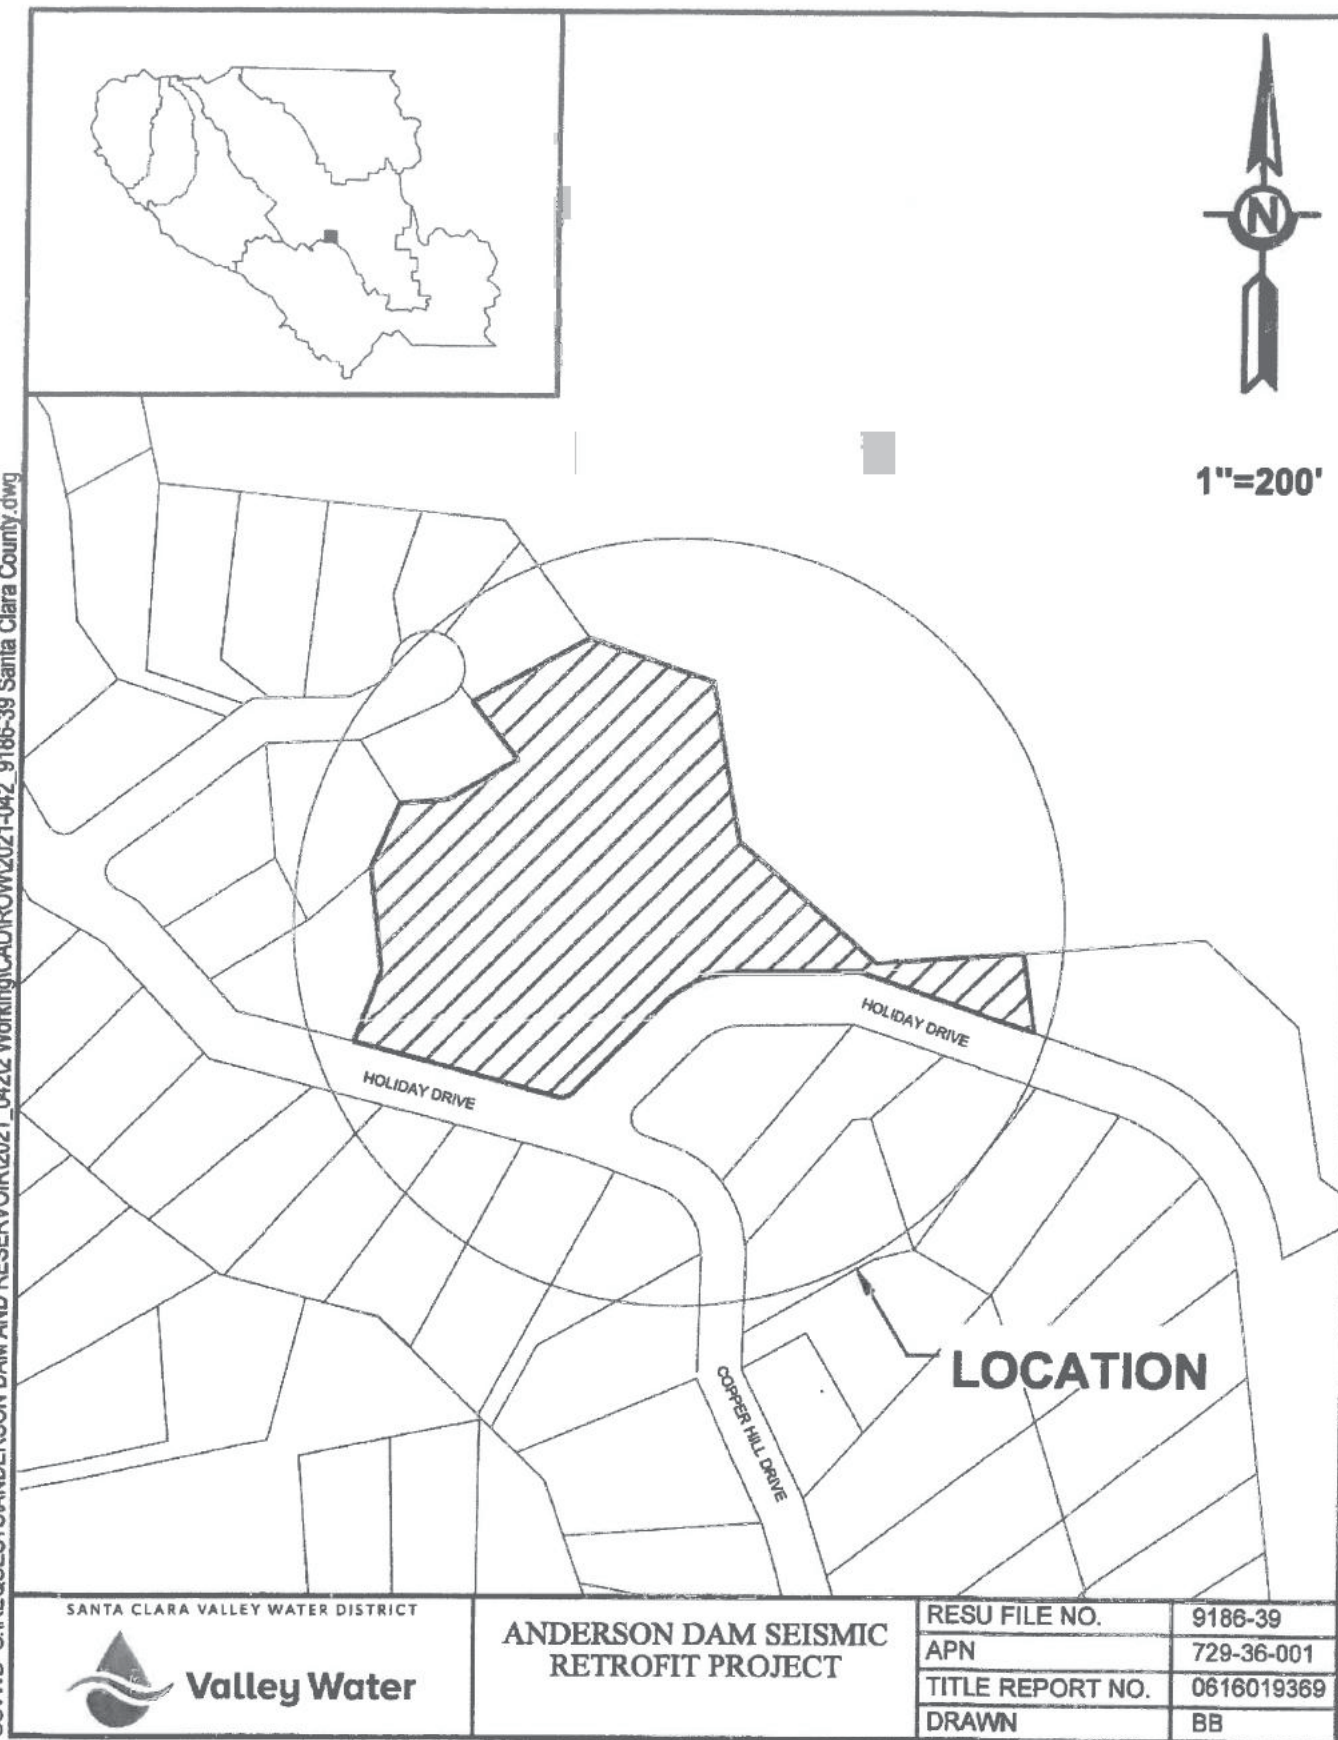 N
1"=200'
HOLIDAY DRIVE
HOLIDAY DRIVE
COPPER HILL DRIVE
LOCATION
SANTA CLARA VALLEY WATER DISTRICT
Valley Water
ANDERSON DAM SEISMIC
RETROFIT PROJECT
RESU FILE NO. 9186-39
APN 729-36-001
TITLE REPORT NO. 0616019369
DRAWN BB